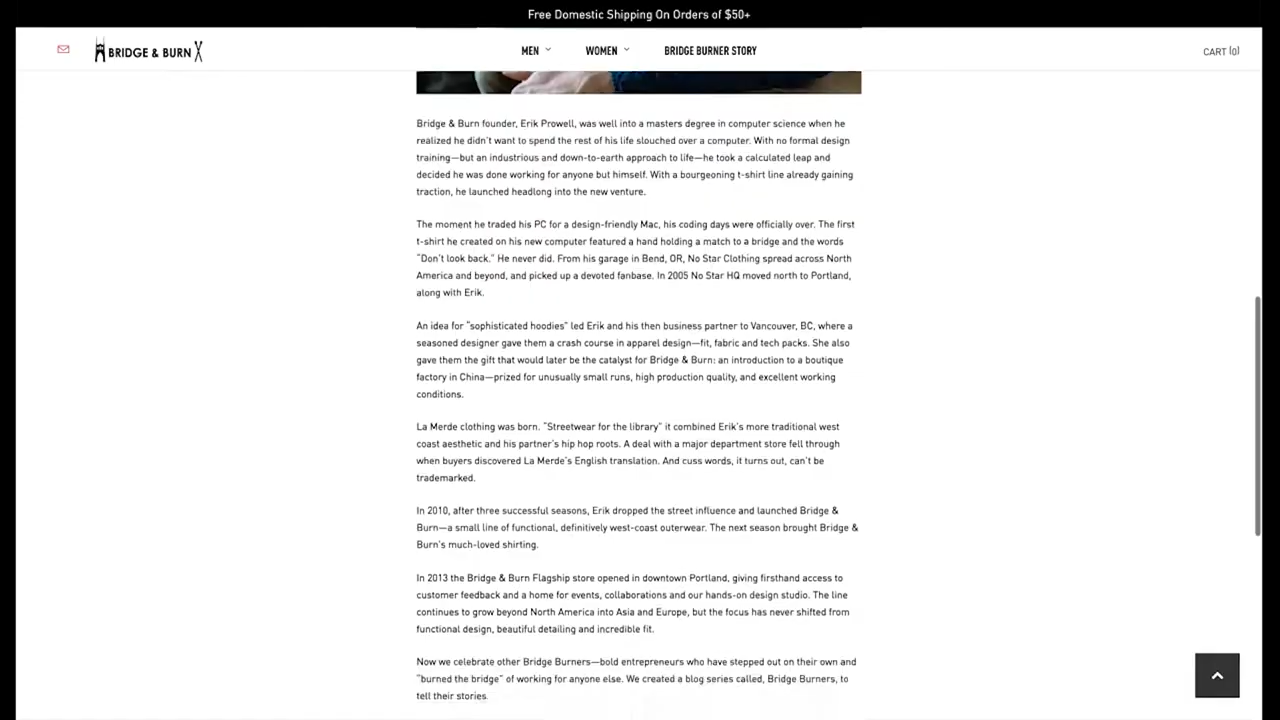 Free Domestic Shipping On Orders of $50+
BRIDGE & BURN
MEN
WOMEN
BRIDGE BURNER STORY
CART (0)
Bridge & Burn founder, Erik Prowell, was well into a masters degree in computer science when he
realized he didn't want to spend the rest of his life slouched over a computer. With no formal design
training—but an industrious and down-to-earth approach to life—he took a calculated leap and
decided he was done working for anyone but himself. With a bourgeoning t-shirt line already gaining
traction, he launched headlong into the new venture.
The moment he traded his PC for a design-friendly Mac, his coding days were officially over. The first
t-shirt he created on his new computer featured a hand holding a match to a bridge and the words
"Don't look back." He never did. From his garage in Bend, OR, No Star Clothing spread across North
America and beyond, and picked up a devoted fanbase. In 2005 No Star HQ moved north to Portland,
along with Erik.
An idea for "sophisticated hoodies" led Erik and his then business partner to Vancouver, BC, where a
seasoned designer gave them a crash course in apparel design—fit, fabric and tech packs. She also
gave them the gift that would later be the catalyst for Bridge & Burn: an introduction to a boutique
factory in China—prized for unusually small runs, high production quality, and excellent working
conditions.
La Merde clothing was born. "Streetwear for the library" it combined Erik's more traditional west
coast aesthetic and his partner's hip hop roots. A deal with a major department store fell through
when buyers discovered La Merde's English translation. And cuss words, it turns out, can't be
trademarked.
In 2010, after three successful seasons, Erik dropped the street influence and launched Bridge &
Burn—a small line of functional, definitively west-coast outerwear. The next season brought Bridge &
Burn's much-loved shirting.
In 2013 the Bridge & Burn Flagship store opened in downtown Portland, giving firsthand access to
customer feedback and a home for events, collaborations and our hands-on design studio. The line
continues to grow beyond North America into Asia and Europe, but the focus has never shifted from
functional design, beautiful detailing and incredible fit.
Now we celebrate other Bridge Burners—bold entrepreneurs who have stepped out on their own and
"burned the bridge" of working for anyone else. We created a blog series called, Bridge Burners, to
tell their stories.